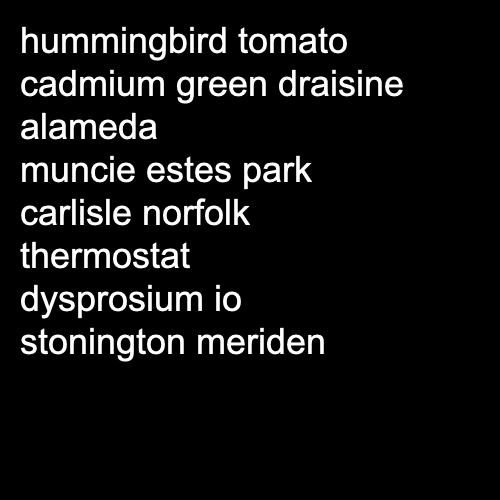 hummingbird tomato
cadmium green draisine
alameda
muncie estes park
carlisle norfolk
thermostat
dysprosium io
stonington meriden